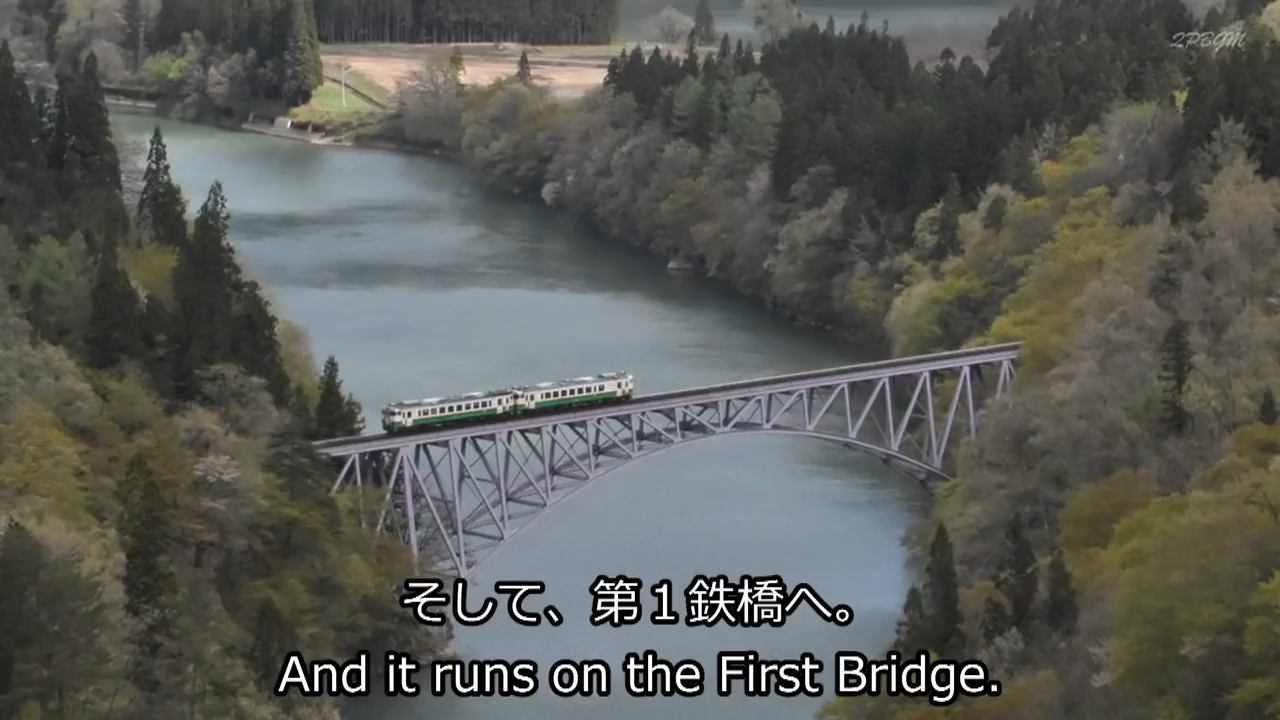 2PBGM
そして、第１鉄橋へ。
And it runs on the First Bridge.